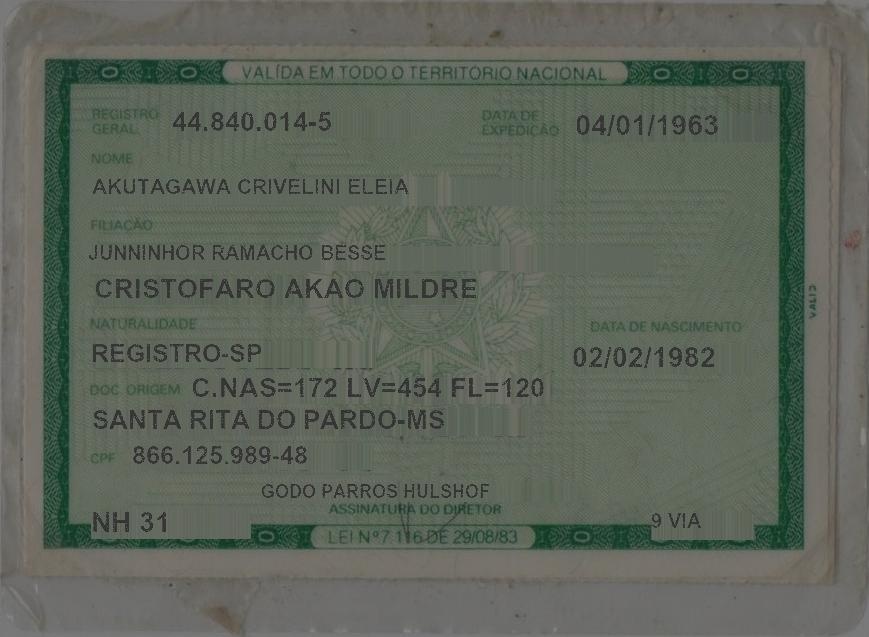 VALÍDA EM TODO O TERRITÓRIO NACIONAL
REGISTRO GERAL 44.840.014-5 DATA DE EXPEDIÇÃO 04/01/1963
NOME
AKUTAGAWA CRIVELINI ELEIA
FILIAÇÃO
JUNNINHOR RAMACHO BESSE
CRISTOFARO AKAO MILDRE
NATURALIDADE DATA DE NASCIMENTO
REGISTRO-SP 02/02/1982
DOC ORIGEM C.NAS=172 LV=454 FL=120
SANTA RITA DO PARDO-MS
CPF 866.125.989-48
GODO PARROS HULSHOF
ASSINATURA DO DIRETOR
NH 31 9 VIA
LEI Nº 7.116 DE 29/08/83
VALID